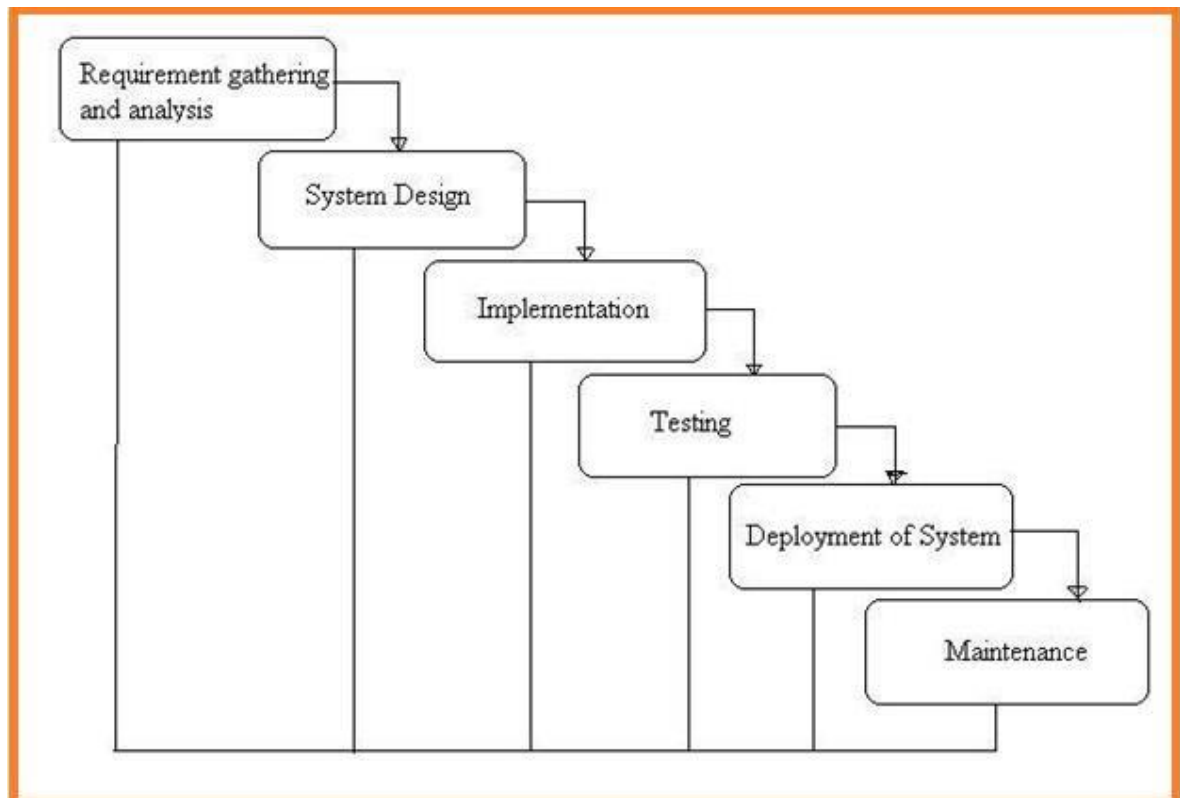 Requirement gathering
and analysis
System Design
Implementation
Testing
Deployment of System
Maintenance